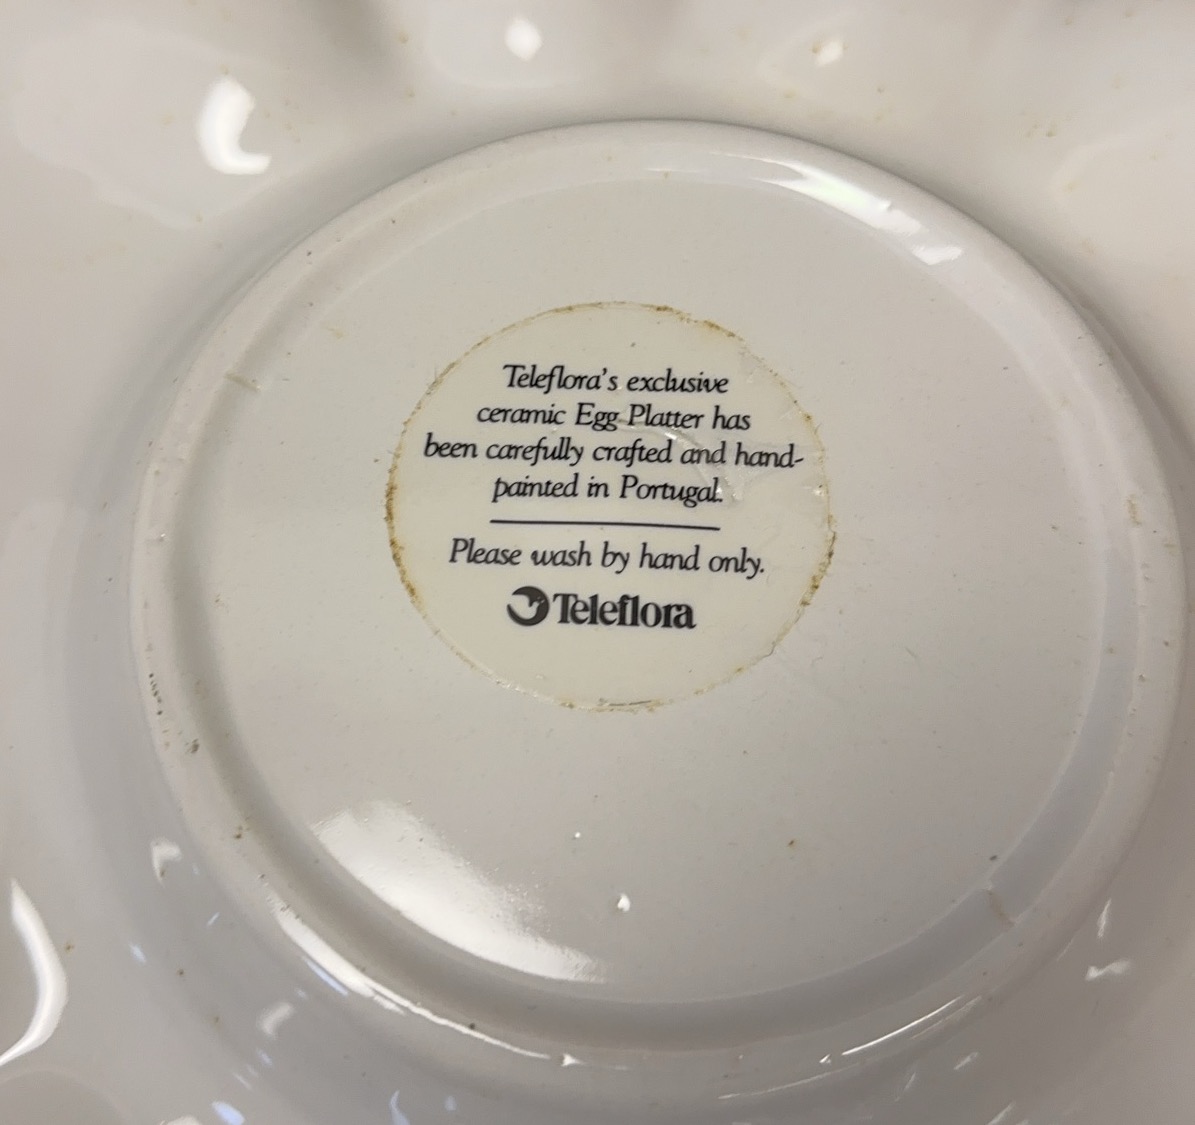 Teleflora's exclusive
ceramic Egg Platter has
been carefully crafted and hand-
painted in Portugal.
Please wash by hand only.
Teleflora